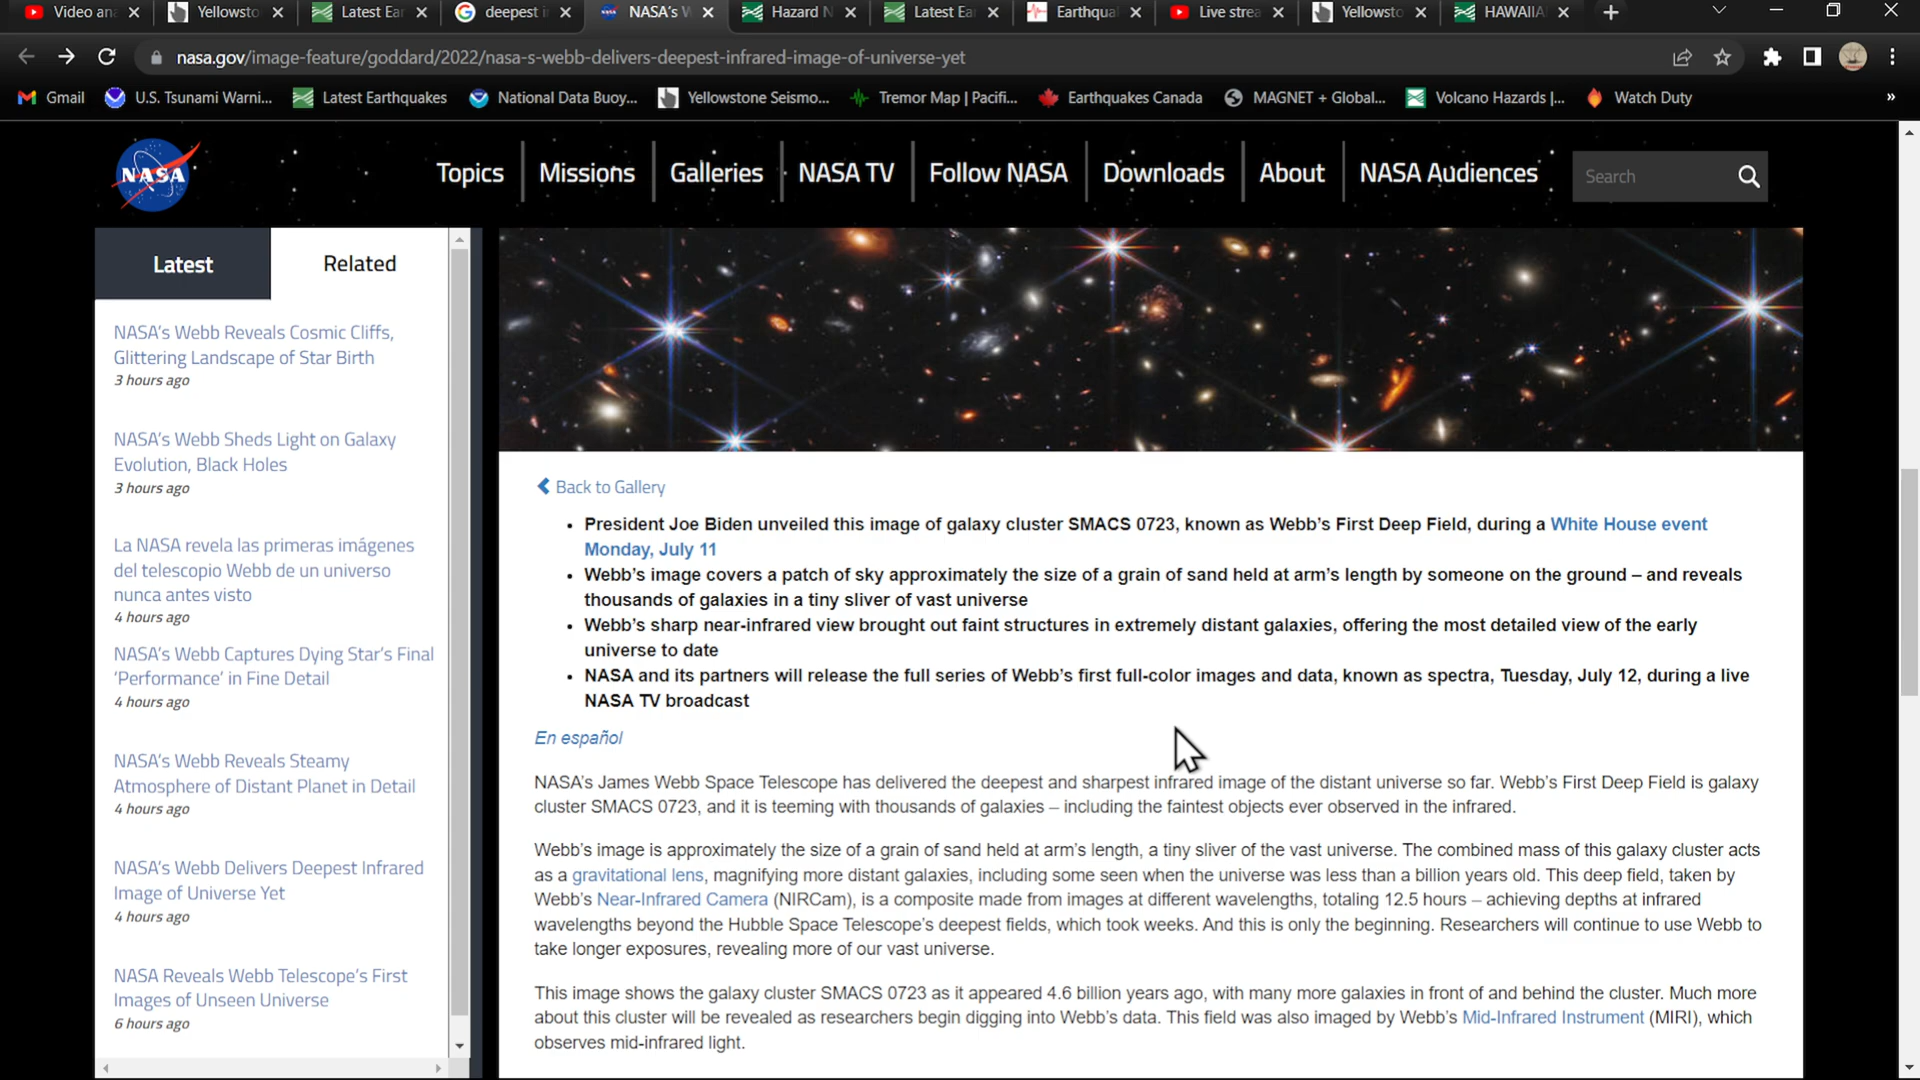 Video an
Yellowsto
Latest Ea
deepest i
NASA's W
Hazard N
Latest Ea
Earthqua
Live strea
Yellowsto
HAWAIIA
nasa.gov/image-feature/goddard/2022/nasa-s-webb-delivers-deepest-infrared-image-of-universe-yet
Gmail
U.S. Tsunami Warni...
Latest Earthquakes
National Data Buoy...
Yellowstone Seismo...
Tremor Map | Pacifi...
Earthquakes Canada
MAGNET + Global...
Volcano Hazards |...
Watch Duty
»
NASA
Topics
Missions
Galleries
NASA TV
Follow NASA
Downloads
About
NASA Audiences
Search
Latest
Related
NASA's Webb Reveals Cosmic Cliffs,
Glittering Landscape of Star Birth
3 hours ago
NASA's Webb Sheds Light on Galaxy
Evolution, Black Holes
3 hours ago
La NASA revela las primeras imágenes
del telescopio Webb de un universo
nunca antes visto
4 hours ago
NASA's Webb Captures Dying Star's Final
'Performance' in Fine Detail
4 hours ago
NASA's Webb Reveals Steamy
Atmosphere of Distant Planet in Detail
4 hours ago
NASA's Webb Delivers Deepest Infrared
Image of Universe Yet
4 hours ago
NASA Reveals Webb Telescope's First
Images of Unseen Universe
6 hours ago
Back to Gallery
• President Joe Biden unveiled this image of galaxy cluster SMACS 0723, known as Webb's First Deep Field, during a White House event
Monday, July 11
• Webb's image covers a patch of sky approximately the size of a grain of sand held at arm's length by someone on the ground – and reveals
thousands of galaxies in a tiny sliver of vast universe
• Webb's sharp near-infrared view brought out faint structures in extremely distant galaxies, offering the most detailed view of the early
universe to date
• NASA and its partners will release the full series of Webb's first full-color images and data, known as spectra, Tuesday, July 12, during a live
NASA TV broadcast
En español
NASA's James Webb Space Telescope has delivered the deepest and sharpest infrared image of the distant universe so far. Webb's First Deep Field is galaxy
cluster SMACS 0723, and it is teeming with thousands of galaxies – including the faintest objects ever observed in the infrared.
Webb's image is approximately the size of a grain of sand held at arm's length, a tiny sliver of the vast universe. The combined mass of this galaxy cluster acts
as a gravitational lens, magnifying more distant galaxies, including some seen when the universe was less than a billion years old. This deep field, taken by
Webb's Near-Infrared Camera (NIRCam), is a composite made from images at different wavelengths, totaling 12.5 hours – achieving depths at infrared
wavelengths beyond the Hubble Space Telescope's deepest fields, which took weeks. And this is only the beginning. Researchers will continue to use Webb to
take longer exposures, revealing more of our vast universe.
This image shows the galaxy cluster SMACS 0723 as it appeared 4.6 billion years ago, with many more galaxies in front of and behind the cluster. Much more
about this cluster will be revealed as researchers begin digging into Webb's data. This field was also imaged by Webb's Mid-Infrared Instrument (MIRI), which
observes mid-infrared light.